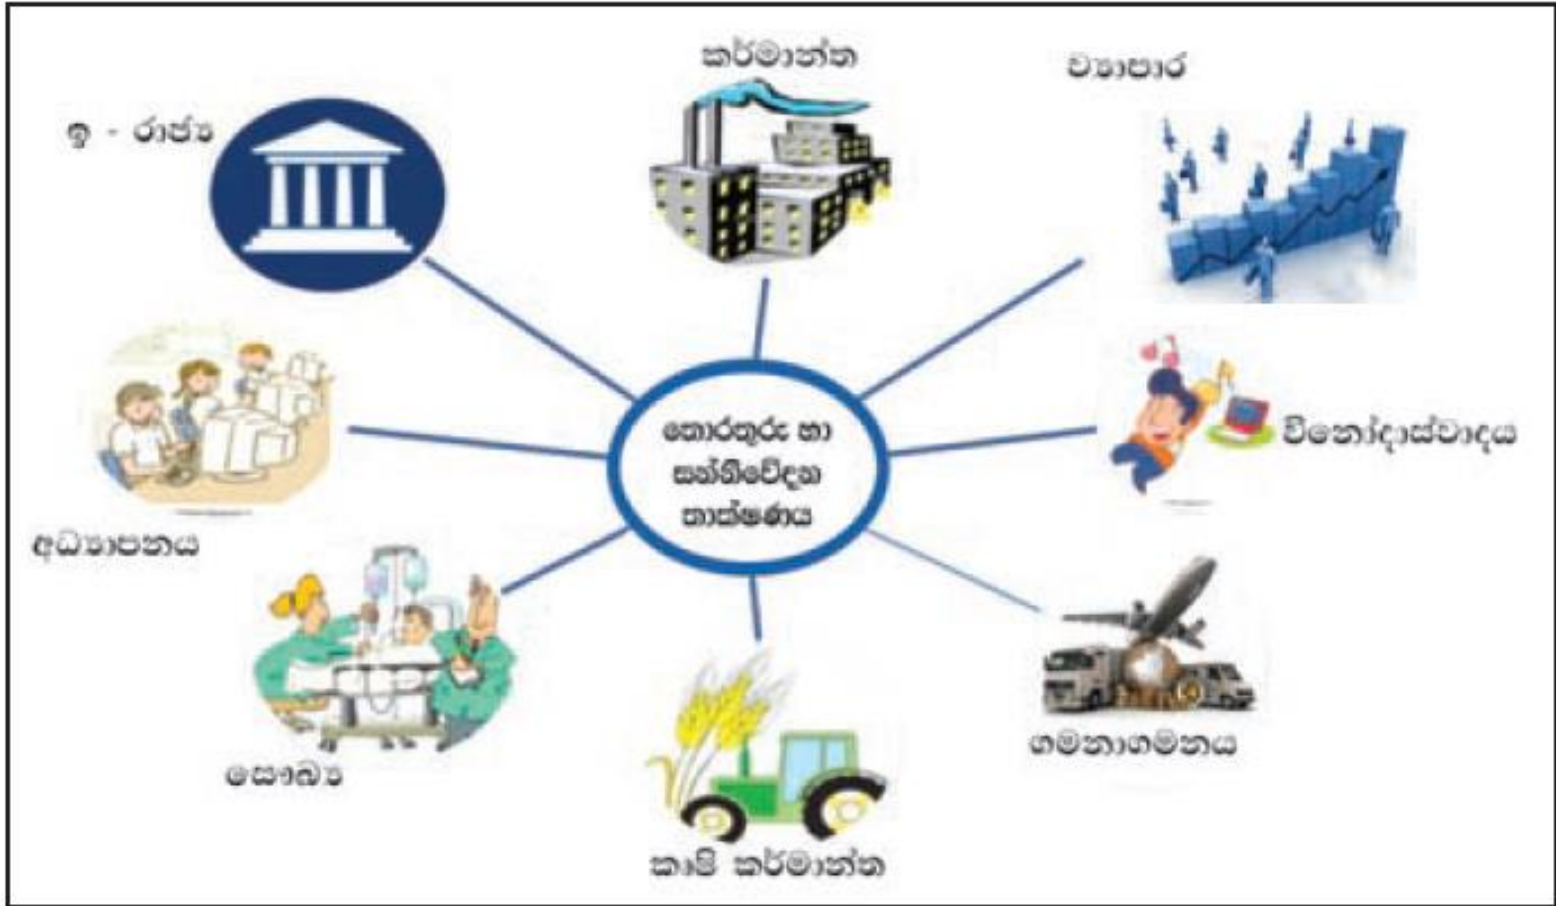 කර්මාන්ත
ව්‍යාපාර
ඉ - රාජ්‍ය
තොරතුරු හා
සන්නිවේදන
තාක්ෂණය
විනෝදාස්වාදය
අධ්‍යාපනය
ගමනාගමනය
සෞඛ්‍ය
කෘෂි කර්මාන්ත